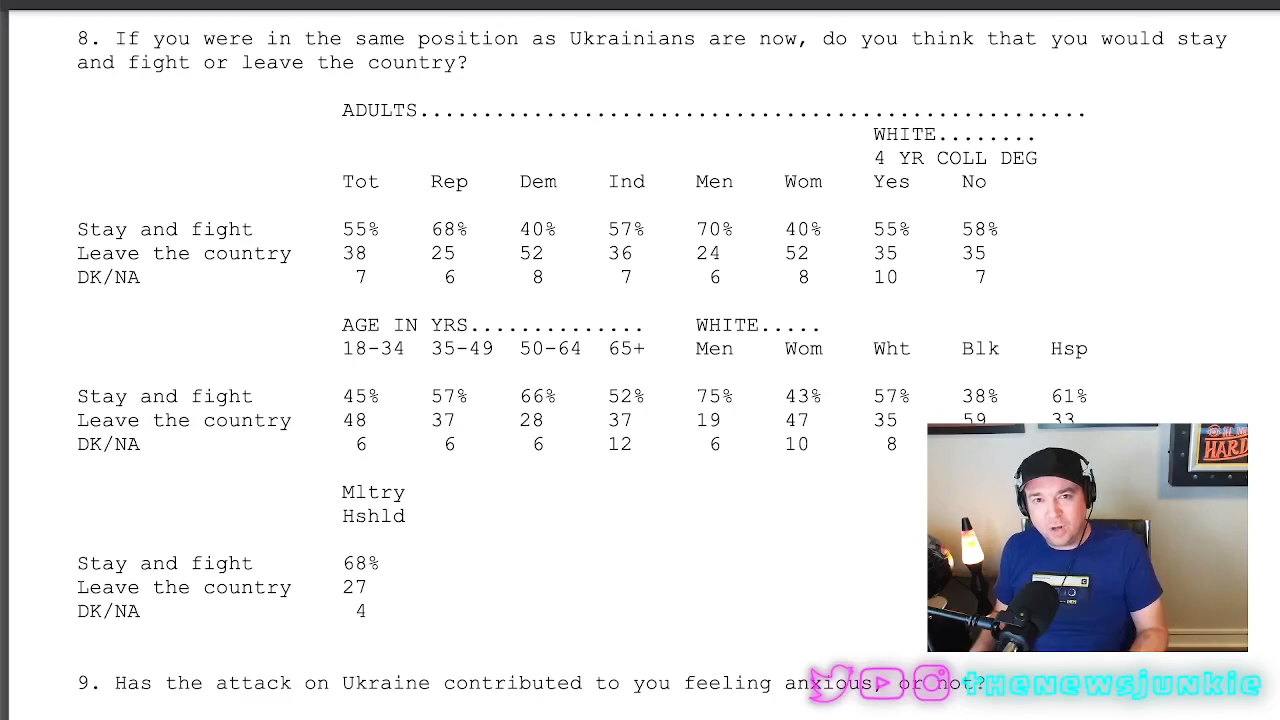 8. If you were in the same position as Ukrainians are now, do you think that you would stay
and fight or leave the country?
ADULTS.....................................................
WHITE........
4 YR COLL DEG
Tot Rep Dem Ind Men Wom Yes No
Stay and fight 55% 68% 40% 57% 70% 40% 55% 58%
Leave the country 38 25 52 36 24 52 35 35
DK/NA 7 6 8 7 6 8 10 7
AGE IN YRS.............. WHITE.....
18-34 35-49 50-64 65+ Men Wom Wht Blk Hsp
Stay and fight 45% 57% 66% 52% 75% 43% 57% 38% 61%
Leave the country 48 37 28 37 19 47 35 59 33
DK/NA 6 6 6 12 6 10 8
Mltry
Hshld
Stay and fight 68%
Leave the country 27
DK/NA 4
9. Has the attack on Ukraine contributed to you feeling anxious, or not?
thenewsjunkie